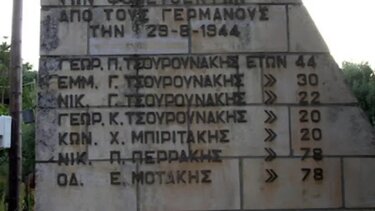 ΑΠΟ ΤΟΥΣ ΓΕΡΜΑΝΟΥΣ
ΤΗΝ 29-8-1944
ΓΕΩΡ. Π. ΤΣΟΥΡΟΥΝΑΚΗΣ ΕΤΩΝ 44
ΕΜΜ. Γ. ΤΣΟΥΡΟΥΝΑΚΗΣ » 30
ΝΙΚ. Γ. ΤΣΟΥΡΟΥΝΑΚΗΣ » 22
ΓΕΩΡ. Κ. ΤΣΟΥΡΟΥΝΑΚΗΣ » 20
ΚΩΝ. Χ. ΜΠΙΡΙΤΑΚΗΣ » 20
ΝΙΚ. Π. ΠΕΡΡΑΚΗΣ » 78
ΟΔ. Ε. ΜΟΤΑΚΗΣ » 78